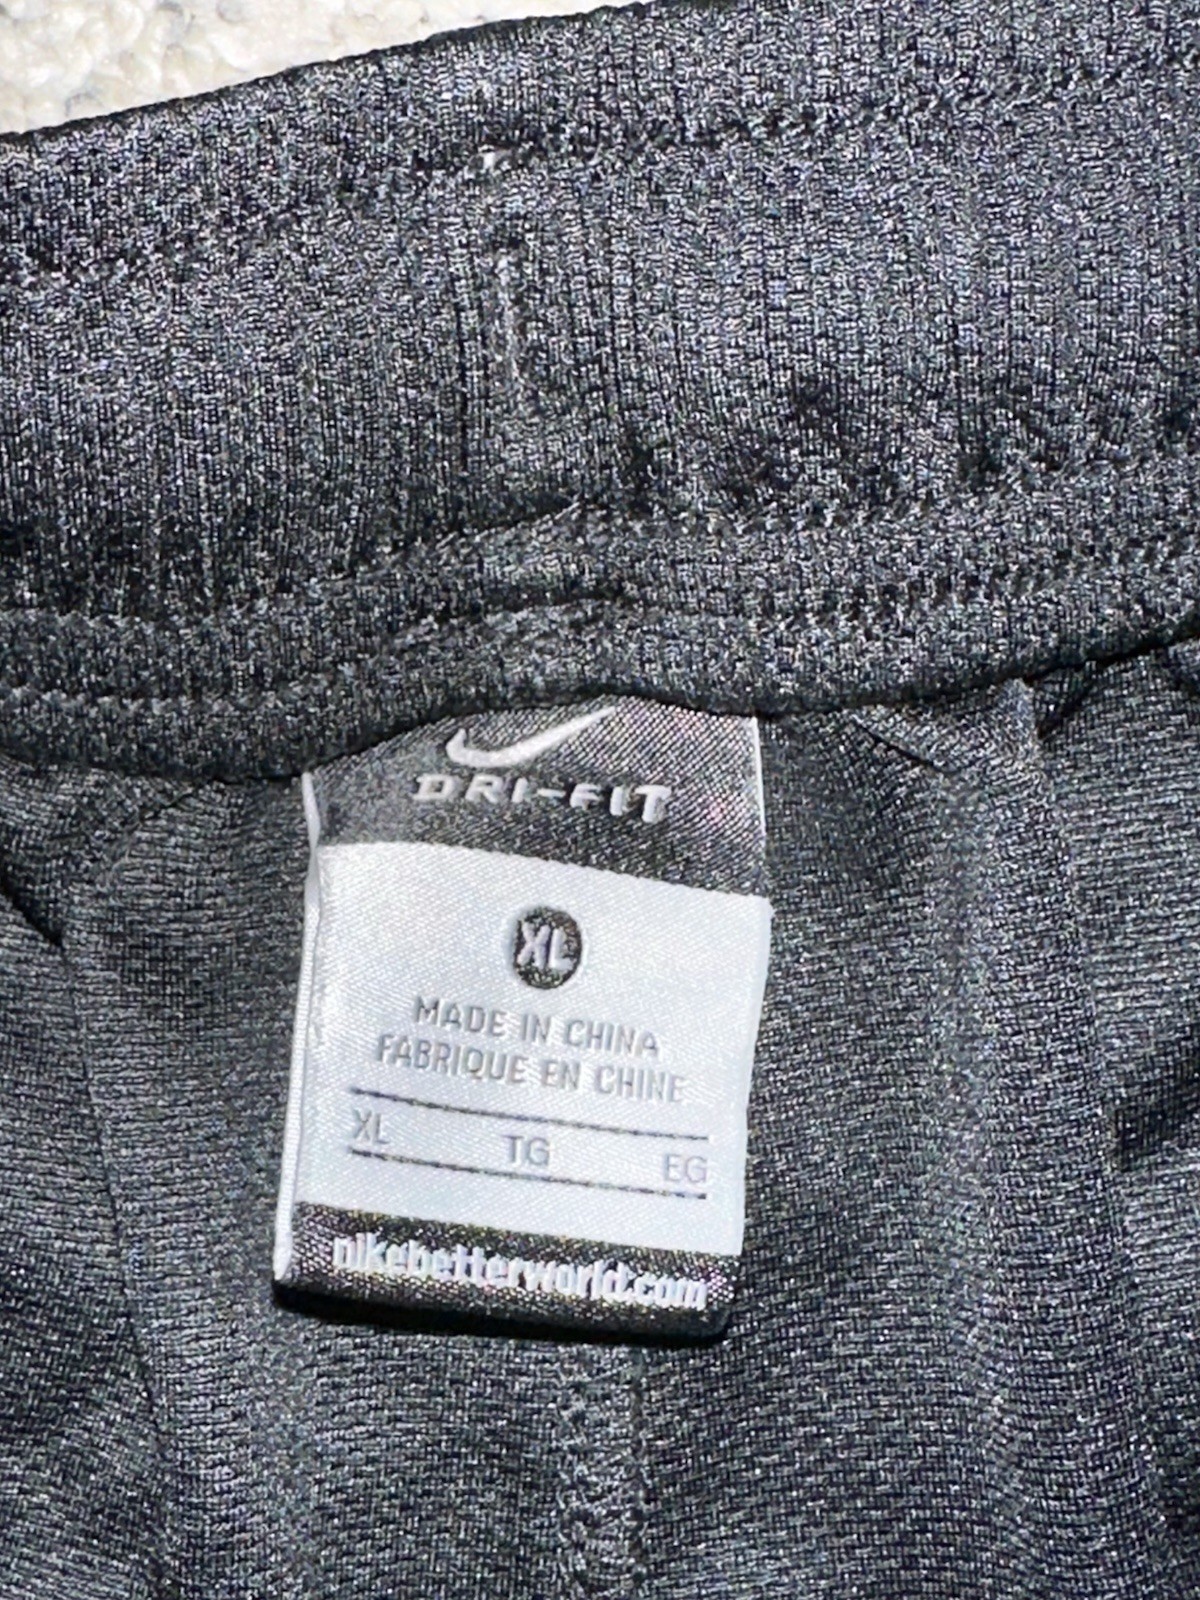 DRI-FIT
XL
MADE IN CHINA
FABRIQUE EN CHINE
XL TG EG
nikebetterworld.com